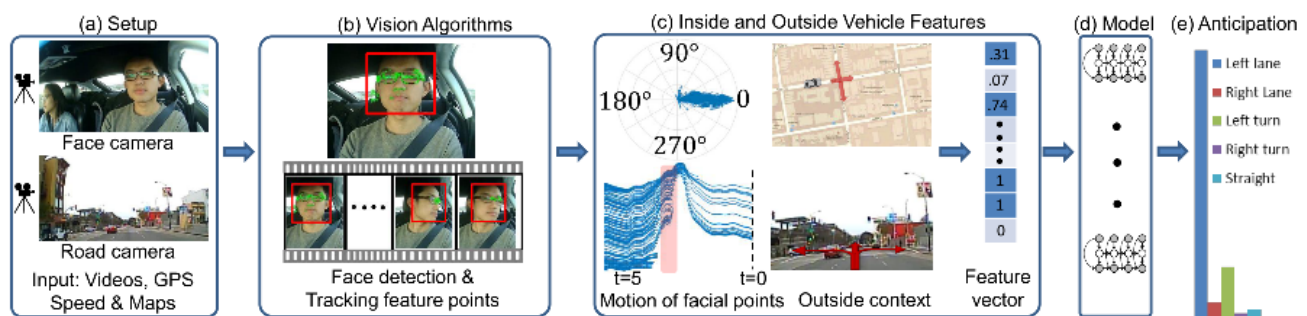 (a) Setup
Face camera
Road camera
Input: Videos, GPS
Speed & Maps
(b) Vision Algorithms
Face detection &
Tracking feature points
(c) Inside and Outside Vehicle Features
90°
180°
0
270°
t=5
t=0
Motion of facial points
Outside context
.31
.07
.74
1
1
0
Feature
vector
(d) Model
(e) Anticipation
Left lane
Right Lane
Left turn
Right turn
Straight